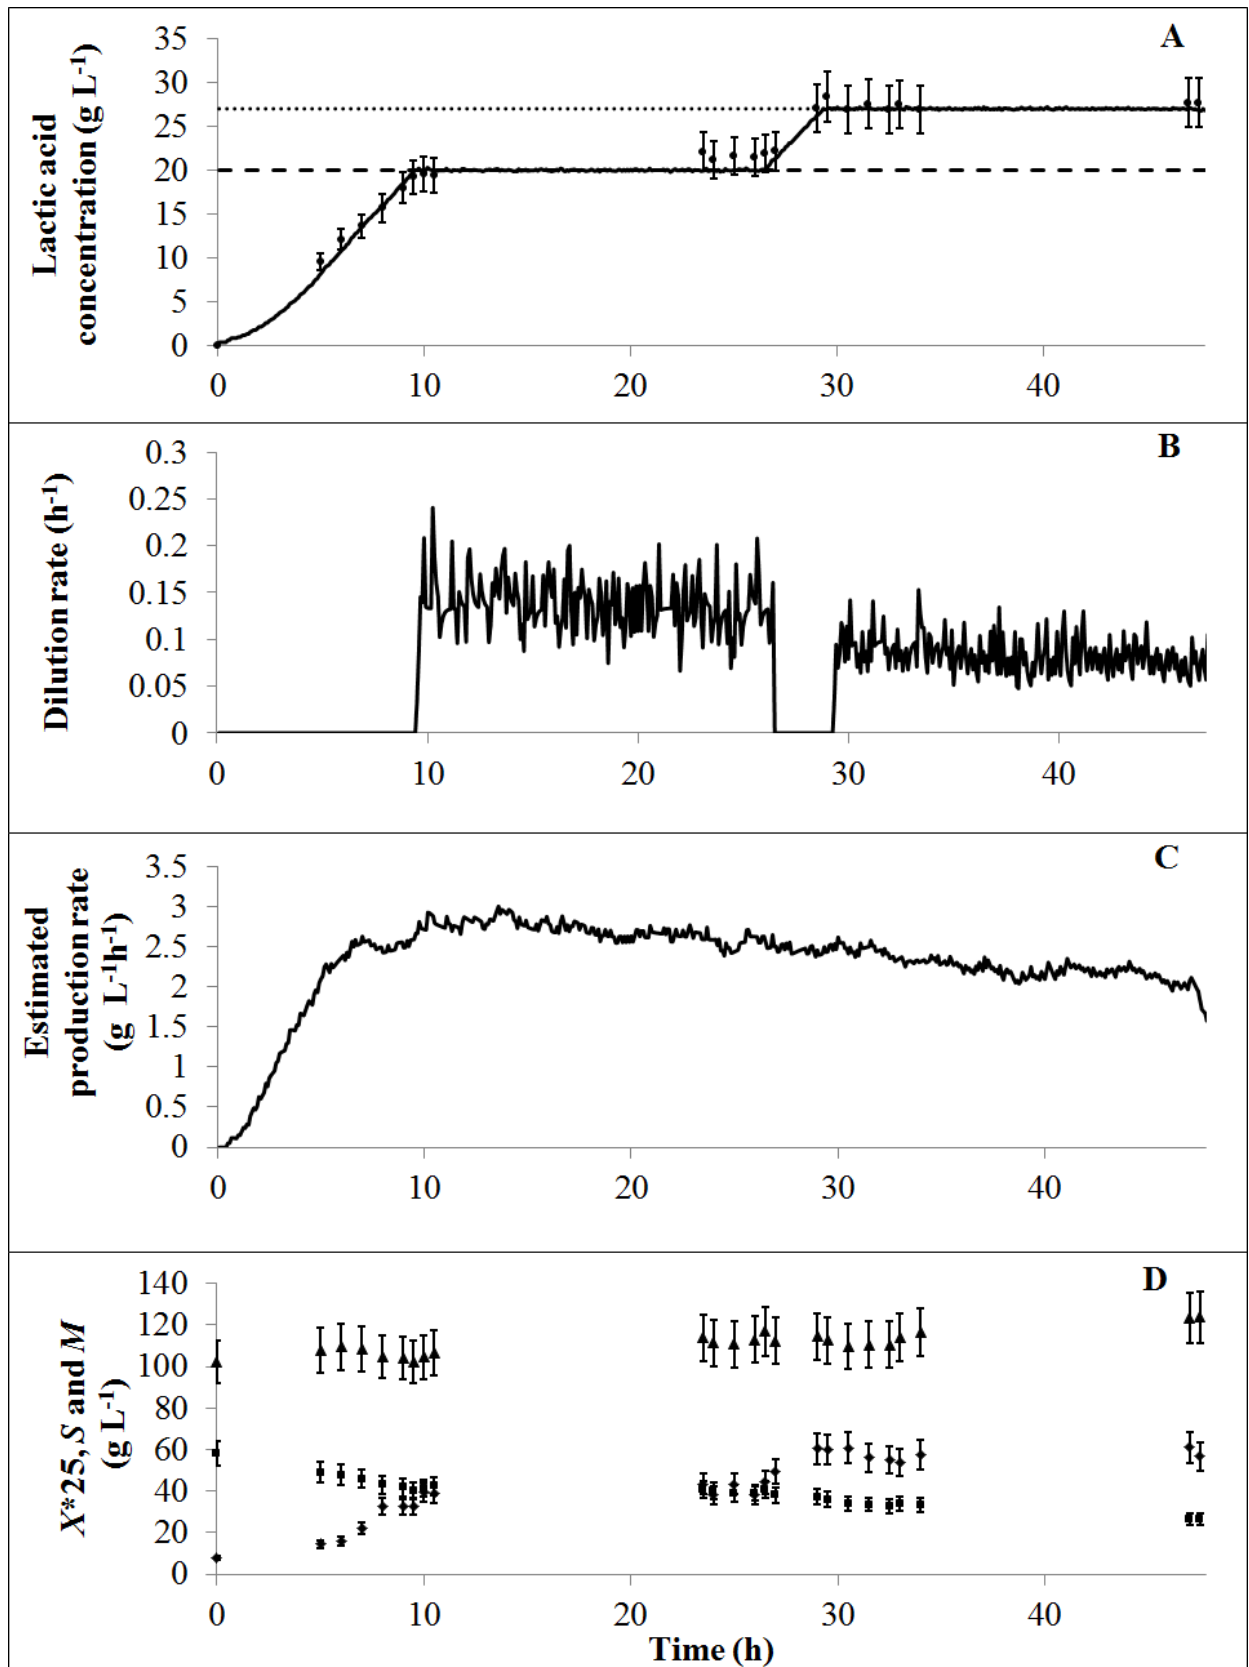 A
Lactic acid
concentration (g L-1)
35
30
25
20
15
10
5
0
0 10 20 30 40
B
Dilution rate (h-1)
0.3
0.25
0.2
0.15
0.1
0.05
0
0 10 20 30 40
C
Estimated
production rate
(g L-1h-1)
3.5
3
2.5
2
1.5
1
0.5
0
0 10 20 30 40
D
X*25, S and M
(g L-1)
140
120
100
80
60
40
20
0
0 10 20 30 40
Time (h)